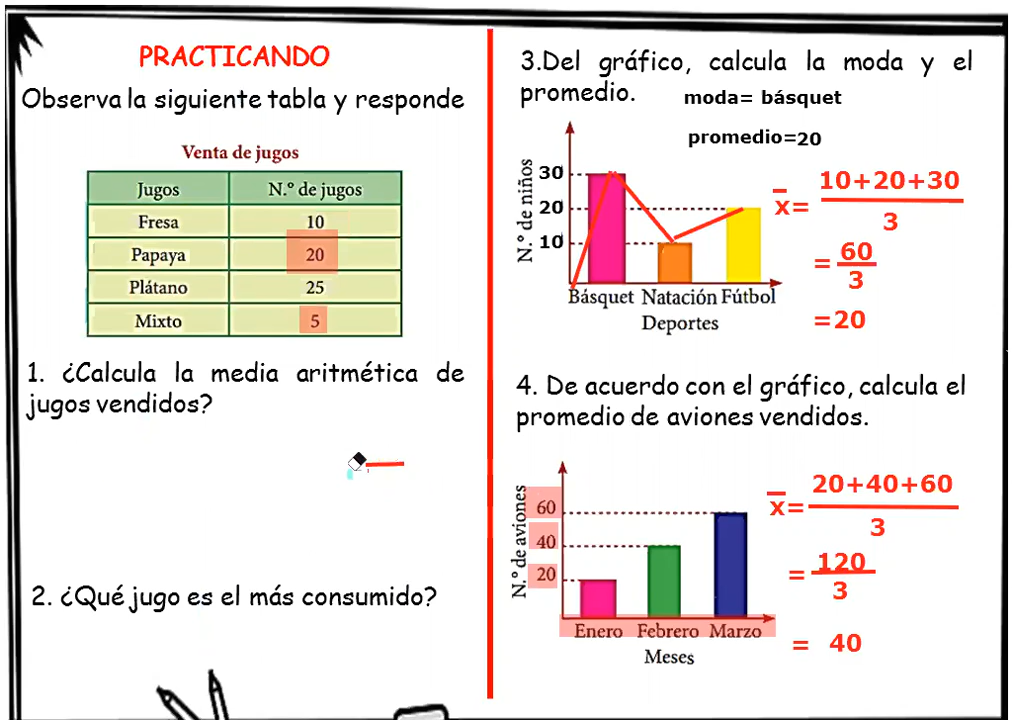 PRACTICANDO
Observa la siguiente tabla y responde
Venta de jugos
Jugos N.° de jugos
Fresa 10
Papaya 20
Plátano 25
Mixto 5
1. ¿Calcula la media aritmética de
jugos vendidos?
2. ¿Qué jugo es el más consumido?
3.Del gráfico, calcula la moda y el
promedio.
moda= básquet
promedio=20
N.° de niños
30
20
10
Básquet Natación Fútbol
Deportes
x̄= 10+20+30
3
= 60
3
=20
4. De acuerdo con el gráfico, calcula el
promedio de aviones vendidos.
N.° de aviones
60
40
20
Enero Febrero Marzo
Meses
x̄= 20+40+60
3
= 120
3
= 40